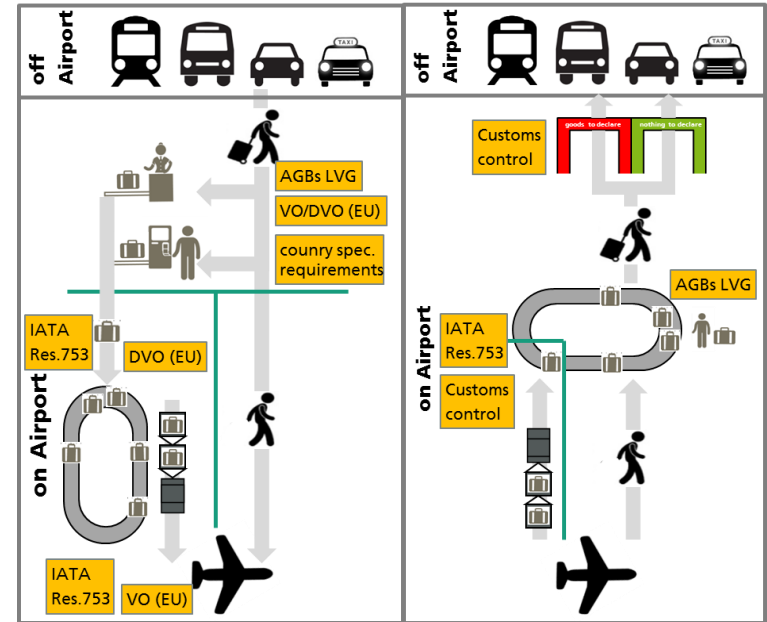 off
Airport
TAXI
AGBs LVG
VO/DVO (EU)
counry spec.
requirements
IATA
Res.753
DVO (EU)
on Airport
IATA
Res.753
VO (EU)
off
Airport
TAXI
Customs
control
goods to declare
nothing to declare
AGBs LVG
IATA
Res.753
on Airport
Customs
control